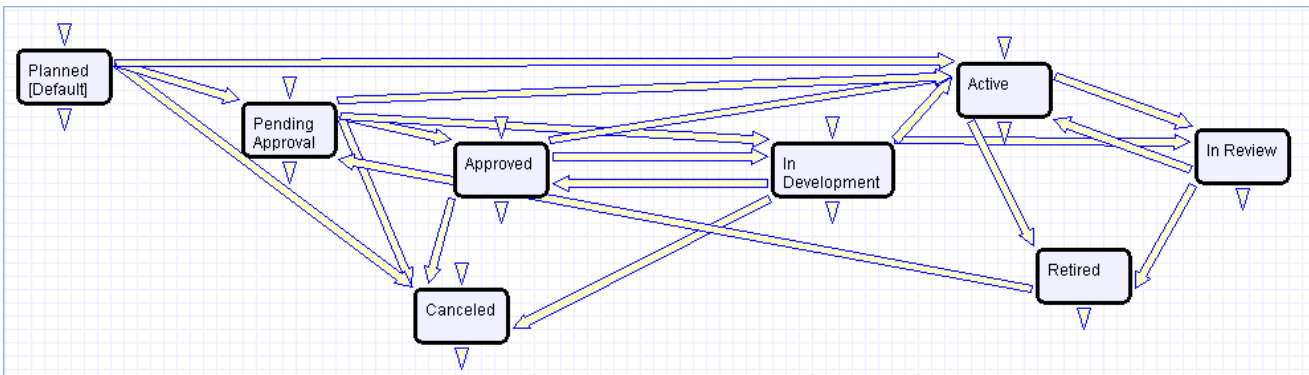 Planned
[Default]
Pending
Approval
Approved
In
Development
Active
In Review
Retired
Canceled